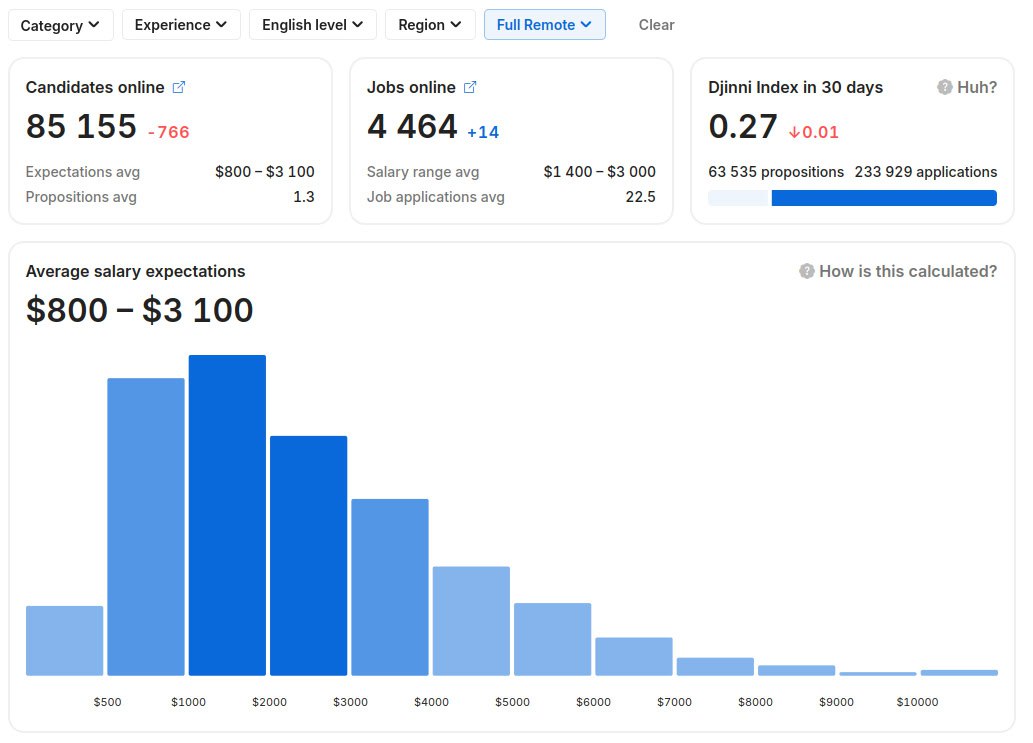 Category Experience English level Region Full Remote Clear
Candidates online
85 155 -766
Expectations avg $800 – $3 100
Propositions avg 1.3
Jobs online
4 464 +14
Salary range avg $1 400 – $3 000
Job applications avg 22.5
Djinni Index in 30 days ? Huh?
0.27 ↓0.01
63 535 propositions 233 929 applications
Average salary expectations ? How is this calculated?
$800 – $3 100
$500 $1000 $2000 $3000 $4000 $5000 $6000 $7000 $8000 $9000 $10000